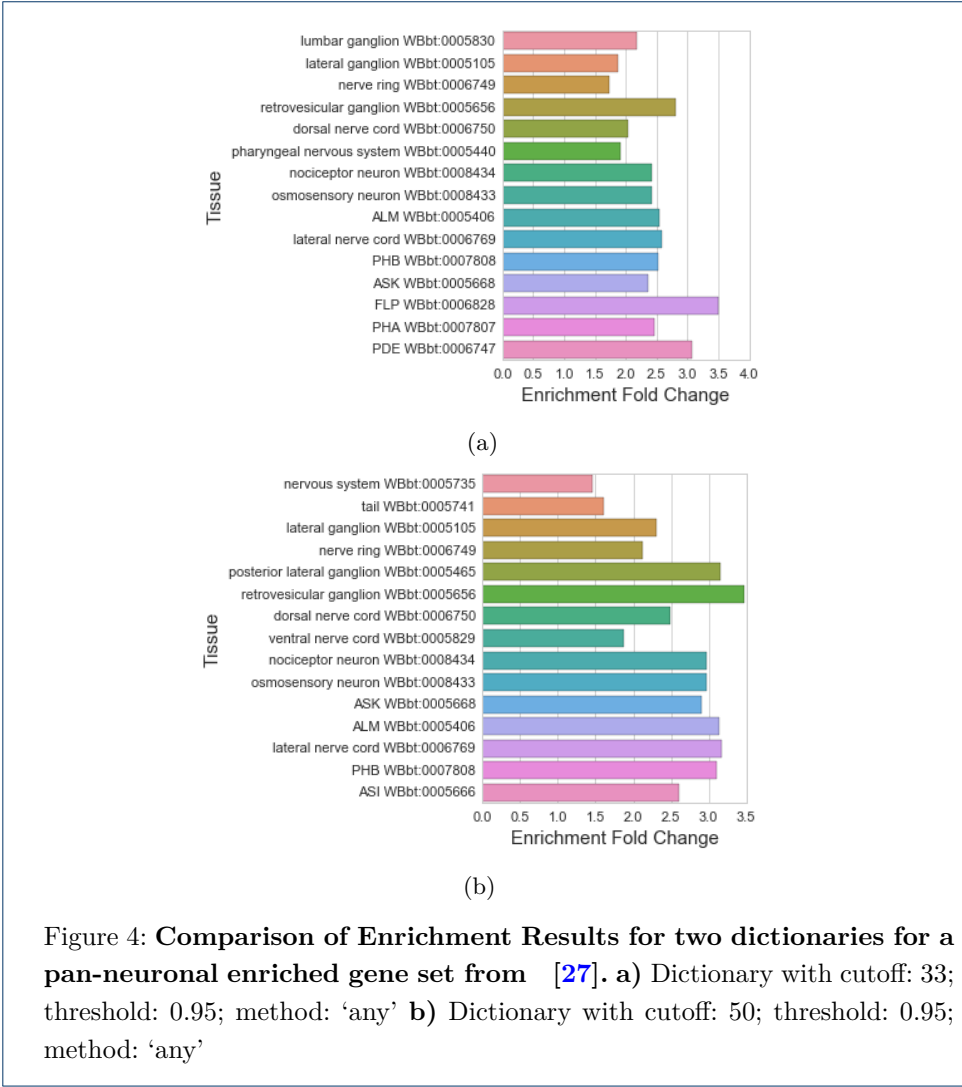 lumbar ganglion WBbt:0005830
lateral ganglion WBbt:0005105
nerve ring WBbt:0006749
retrovesicular ganglion WBbt:0005656
dorsal nerve cord WBbt:0006750
pharyngeal nervous system WBbt:0005440
nociceptor neuron WBbt:0008434
osmosensory neuron WBbt:0008433
ALM WBbt:0005406
lateral nerve cord WBbt:0006769
PHB WBbt:0007808
ASK WBbt:0005668
FLP WBbt:0006828
PHA WBbt:0007807
PDE WBbt:0006747
Tissue
0.0 0.5 1.0 1.5 2.0 2.5 3.0 3.5 4.0
Enrichment Fold Change
(a)
nervous system WBbt:0005735
tail WBbt:0005741
lateral ganglion WBbt:0005105
nerve ring WBbt:0006749
posterior lateral ganglion WBbt:0005465
retrovesicular ganglion WBbt:0005656
dorsal nerve cord WBbt:0006750
ventral nerve cord WBbt:0005829
nociceptor neuron WBbt:0008434
osmosensory neuron WBbt:0008433
ASK WBbt:0005668
ALM WBbt:0005406
lateral nerve cord WBbt:0006769
PHB WBbt:0007808
ASI WBbt:0005666
Tissue
0.0 0.5 1.0 1.5 2.0 2.5 3.0 3.5
Enrichment Fold Change
(b)
Figure 4: Comparison of Enrichment Results for two dictionaries for a
pan-neuronal enriched gene set from [27]. a) Dictionary with cutoff: 33;
threshold: 0.95; method: ‘any’ b) Dictionary with cutoff: 50; threshold: 0.95;
method: ‘any’